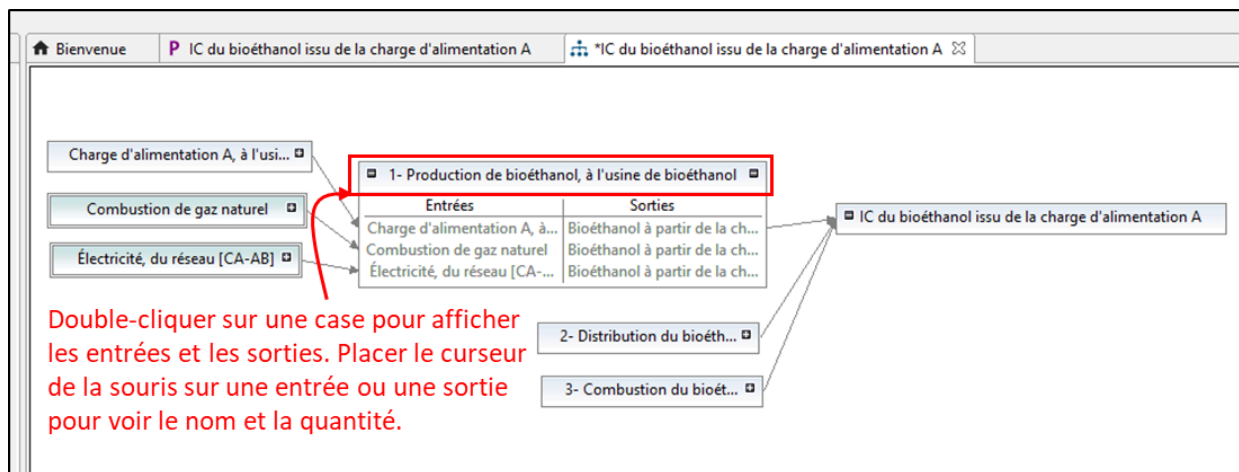 Bienvenue
P IC du bioéthanol issu de la charge d'alimentation A
*IC du bioéthanol issu de la charge d'alimentation A
Charge d'alimentation A, à l'usi...
Combustion de gaz naturel
Électricité, du réseau [CA-AB]
1- Production de bioéthanol, à l'usine de bioéthanol
Entrées Sorties
Charge d'alimentation A, à... Bioéthanol à partir de la ch...
Combustion de gaz naturel Bioéthanol à partir de la ch...
Électricité, du réseau [CA-... Bioéthanol à partir de la ch...
IC du bioéthanol issu de la charge d'alimentation A
2- Distribution du bioéth...
3- Combustion du bioét...
Double-cliquer sur une case pour afficher
les entrées et les sorties. Placer le curseur
de la souris sur une entrée ou une sortie
pour voir le nom et la quantité.